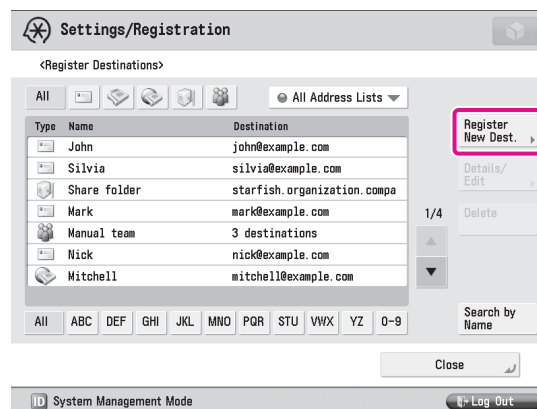 Settings/Registration
<Register Destinations>
All
All Address Lists
Type Name Destination
John john@example.com
Silvia silvia@example.com
Share folder starfish.organization.compa
Mark mark@example.com
Manual team 3 destinations
Nick nick@example.com
Mitchell mitchell@example.com
Register
New Dest.
Details/
Edit
1/4
Delete
All ABC DEF GHI JKL MNO PQR STU VWX YZ 0-9
Search by
Name
Close
ID System Management Mode
Log Out